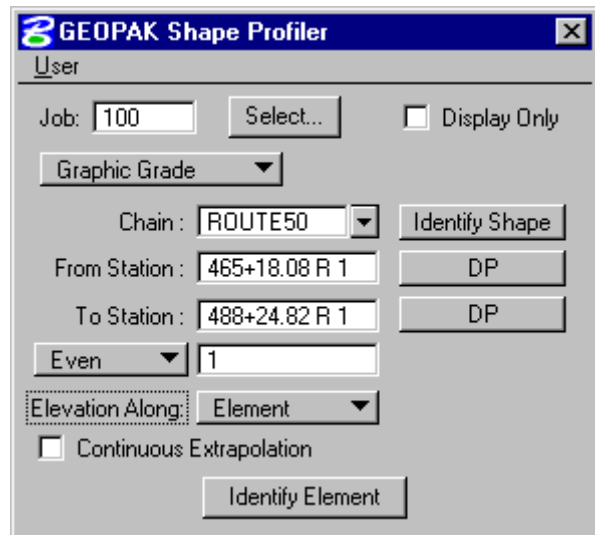 GEOPAK Shape Profiler
User
Job: 100 Select... Display Only
Graphic Grade
Chain : ROUTE50 Identify Shape
From Station : 465+18.08 R 1 DP
To Station : 488+24.82 R 1 DP
Even 1
Elevation Along: Element
Continuous Extrapolation
Identify Element